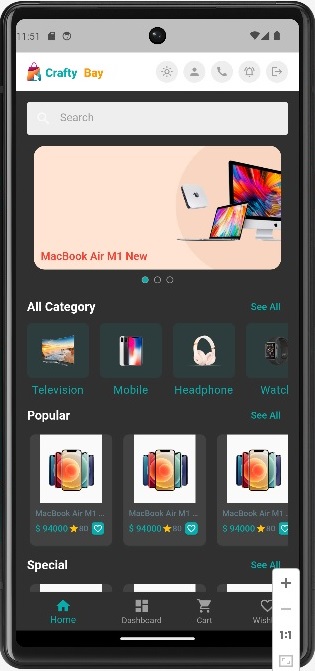 11:51
Crafty Bay
Search
MacBook Air M1 New
All Category See All
Television Mobile Headphone Watch
Popular See All
MacBook Air M1 ... MacBook Air M1 ... MacBook Air M1
$ 94000 80 $ 94000 80 $ 94000 80
Special See All
Home Dashboard Cart Wishl
1:1